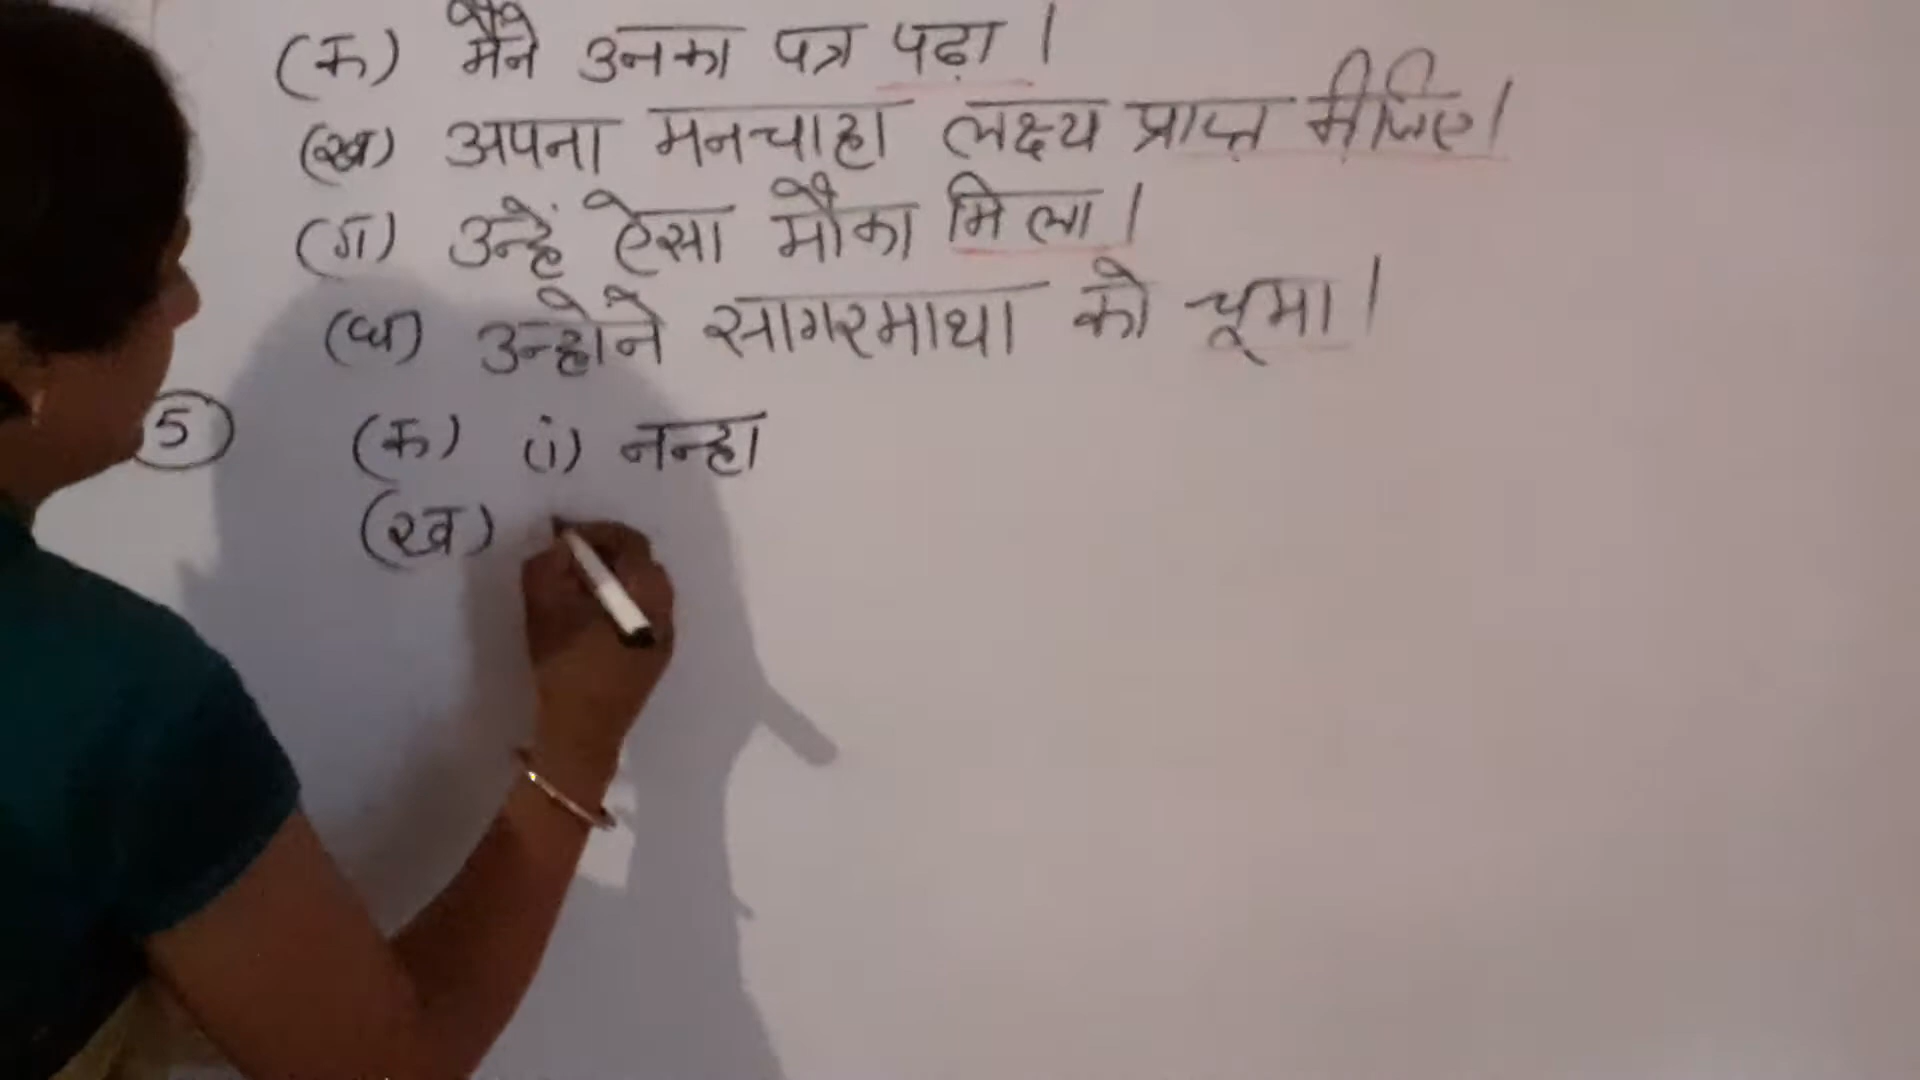 (क) मैंने उनका पत्र पढ़ा।
(ख) अपना मनचाहा लक्ष्य प्राप्त कीजिए।
(ग) उन्हें ऐसा मौका मिला।
(घ) उन्होने सागरमाथा को चूमा।
5 (क) (i) नन्हा
(ख)